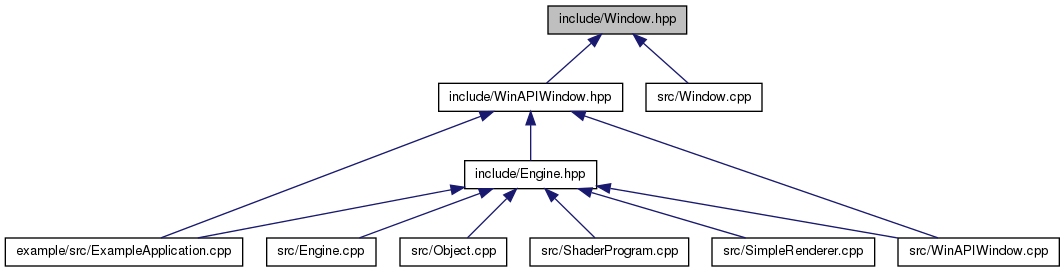 include/Window.hpp
include/WinAPIWindow.hpp
src/Window.cpp
include/Engine.hpp
example/src/ExampleApplication.cpp
src/Engine.cpp
src/Object.cpp
src/ShaderProgram.cpp
src/SimpleRenderer.cpp
src/WinAPIWindow.cpp